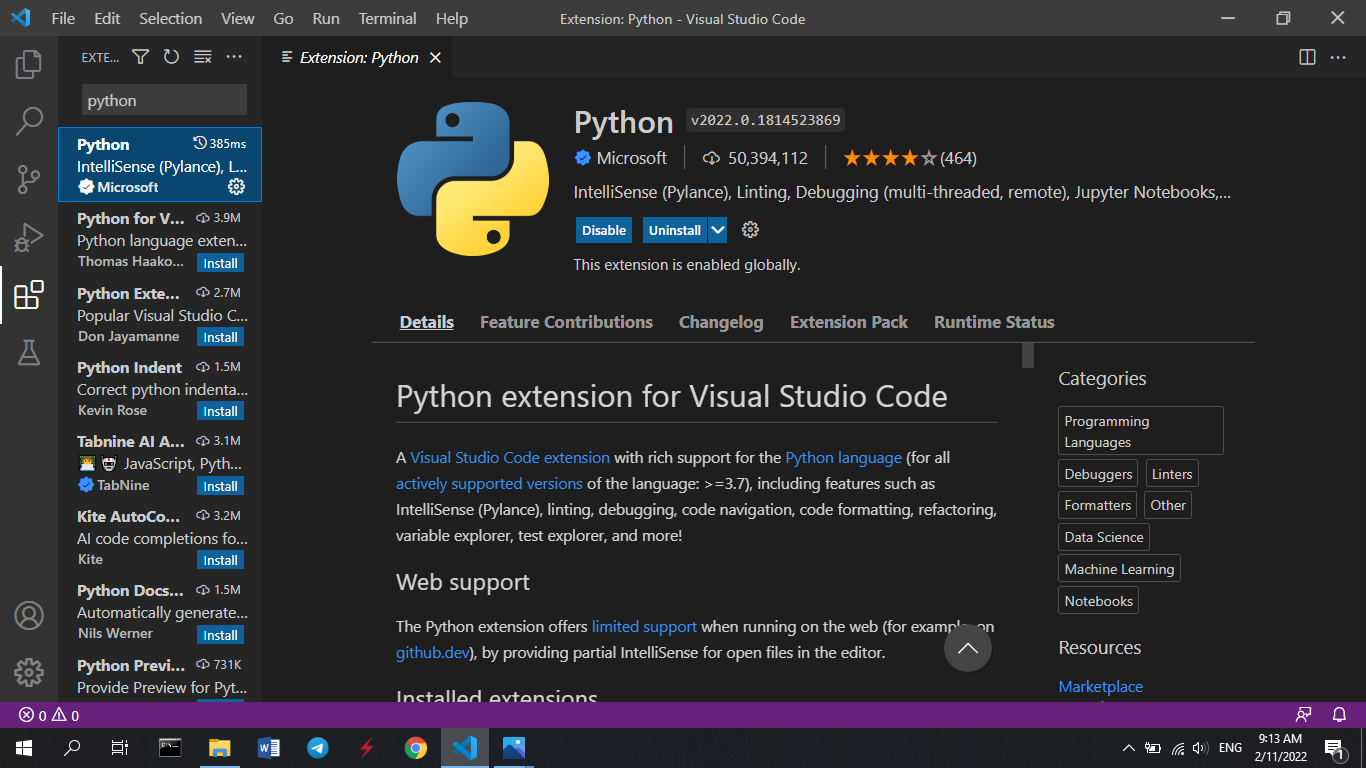 File Edit Selection View Go Run Terminal Help
Extension: Python - Visual Studio Code
EXTE...
Extension: Python
python
Python 385ms
IntelliSense (Pylance), L...
Microsoft
Python for V... 3.9M
Python language exten...
Thomas Haako... Install
Python Exte... 2.7M
Popular Visual Studio C...
Don Jayamanne Install
Python Indent 1.5M
Correct python indenta...
Kevin Rose Install
Tabnine AI A... 3.1M
JavaScript, Pyth...
TabNine Install
Kite AutoCo... 3.2M
AI code completions fo...
Kite Install
Python Docs... 1.5M
Automatically generate...
Nils Werner Install
Python Previ... 731K
Provide Preview for Pyt...
Python v2022.0.1814523869
Microsoft 50,394,112 (464)
IntelliSense (Pylance), Linting, Debugging (multi-threaded, remote), Jupyter Notebooks,...
Disable Uninstall
This extension is enabled globally.
Details Feature Contributions Changelog Extension Pack Runtime Status
Python extension for Visual Studio Code
A Visual Studio Code extension with rich support for the Python language (for all
actively supported versions of the language: >=3.7), including features such as
IntelliSense (Pylance), linting, debugging, code navigation, code formatting, refactoring,
variable explorer, test explorer, and more!
Web support
The Python extension offers limited support when running on the web (for example, on
github.dev), by providing partial IntelliSense for open files in the editor.
Installed extensions
Categories
Programming
Languages
Debuggers Linters
Formatters Other
Data Science
Machine Learning
Notebooks
Resources
Marketplace
0 0
ENG
9:13 AM
2/11/2022
1